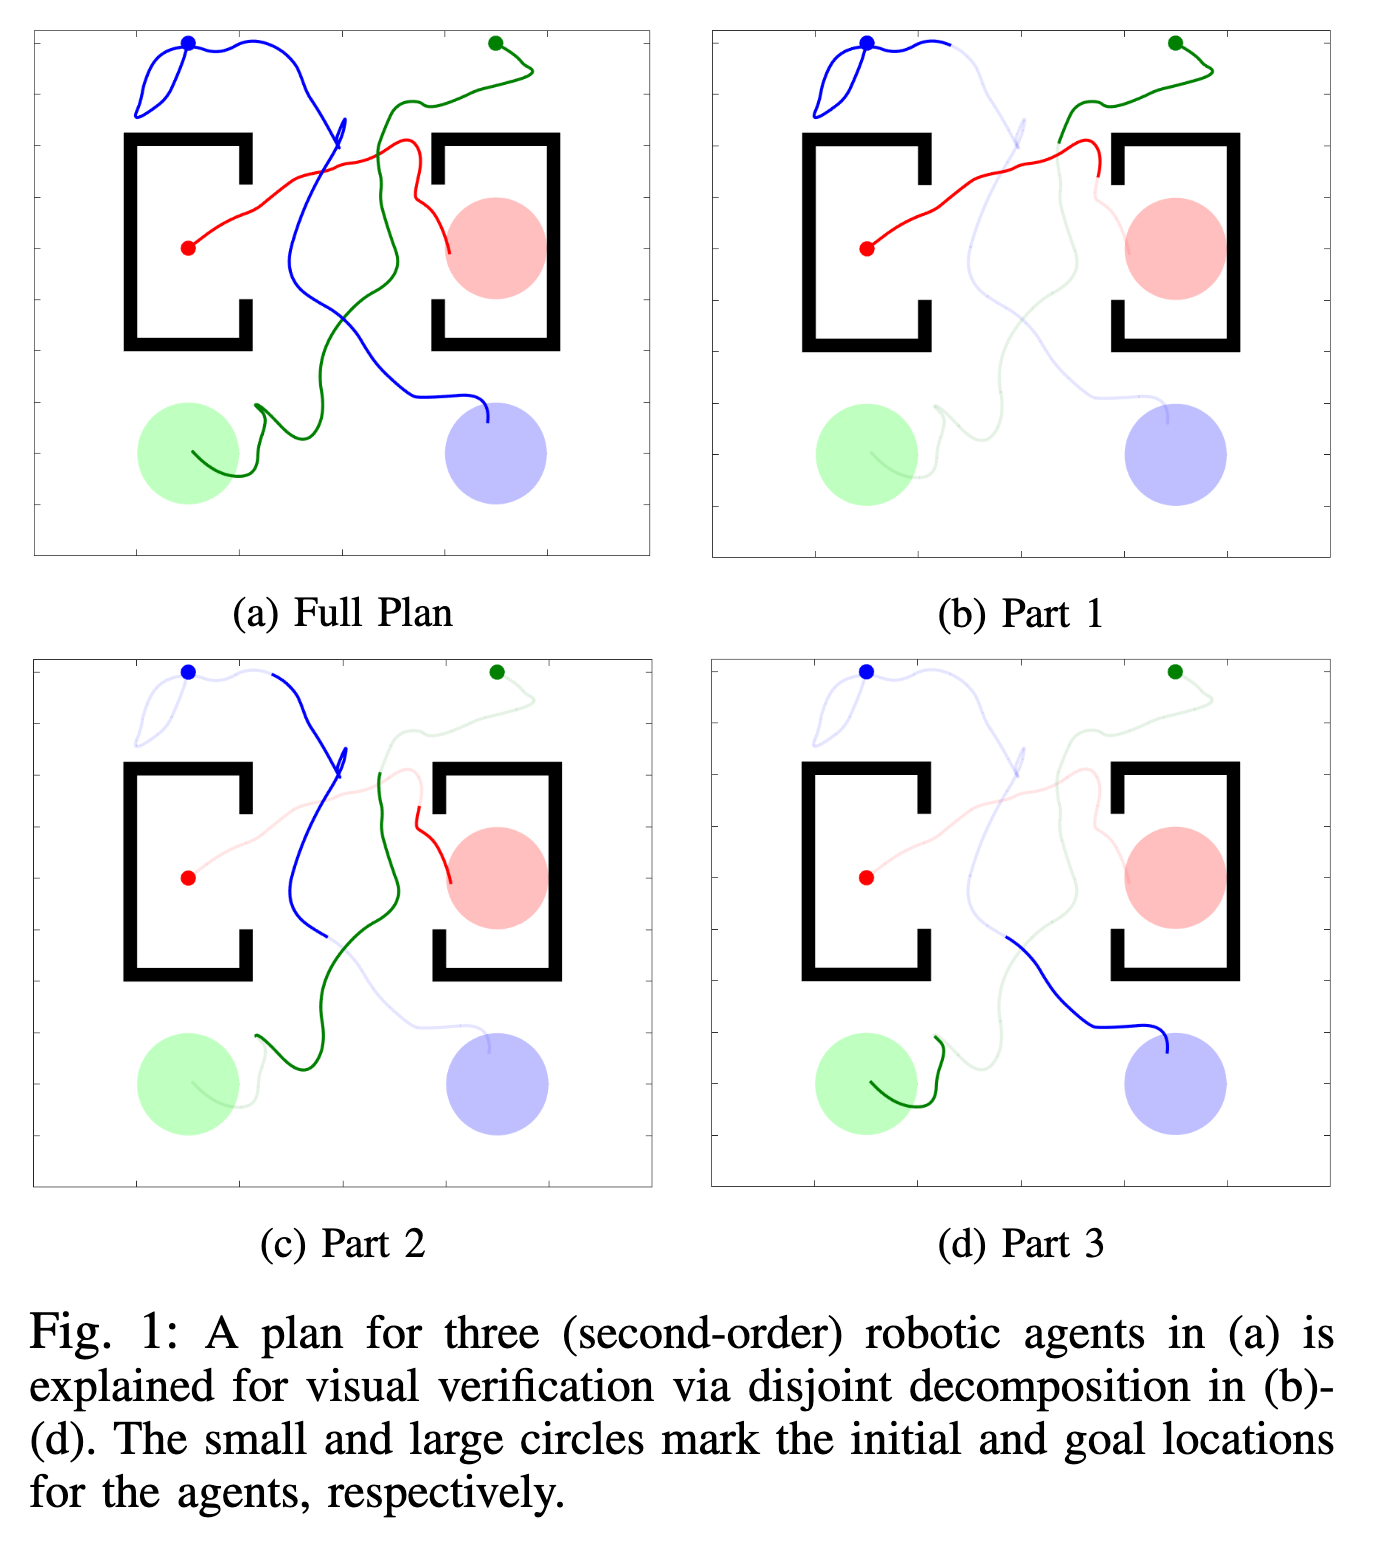 (a) Full Plan
(b) Part 1
(c) Part 2
(d) Part 3
Fig. 1: A plan for three (second-order) robotic agents in (a) is
explained for visual verification via disjoint decomposition in (b)-
(d). The small and large circles mark the initial and goal locations
for the agents, respectively.